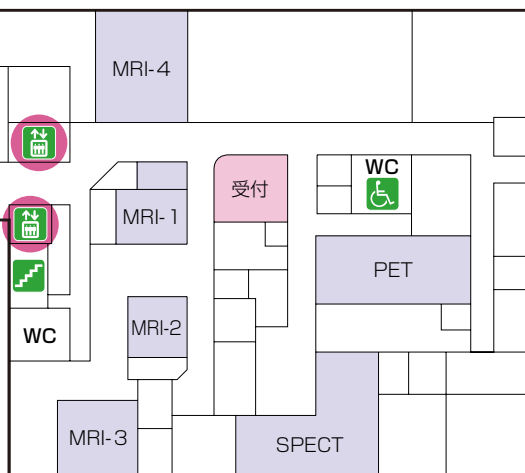 MRI-4
WC
受付
MRI-1
PET
MRI-2
WC
MRI-3
SPECT